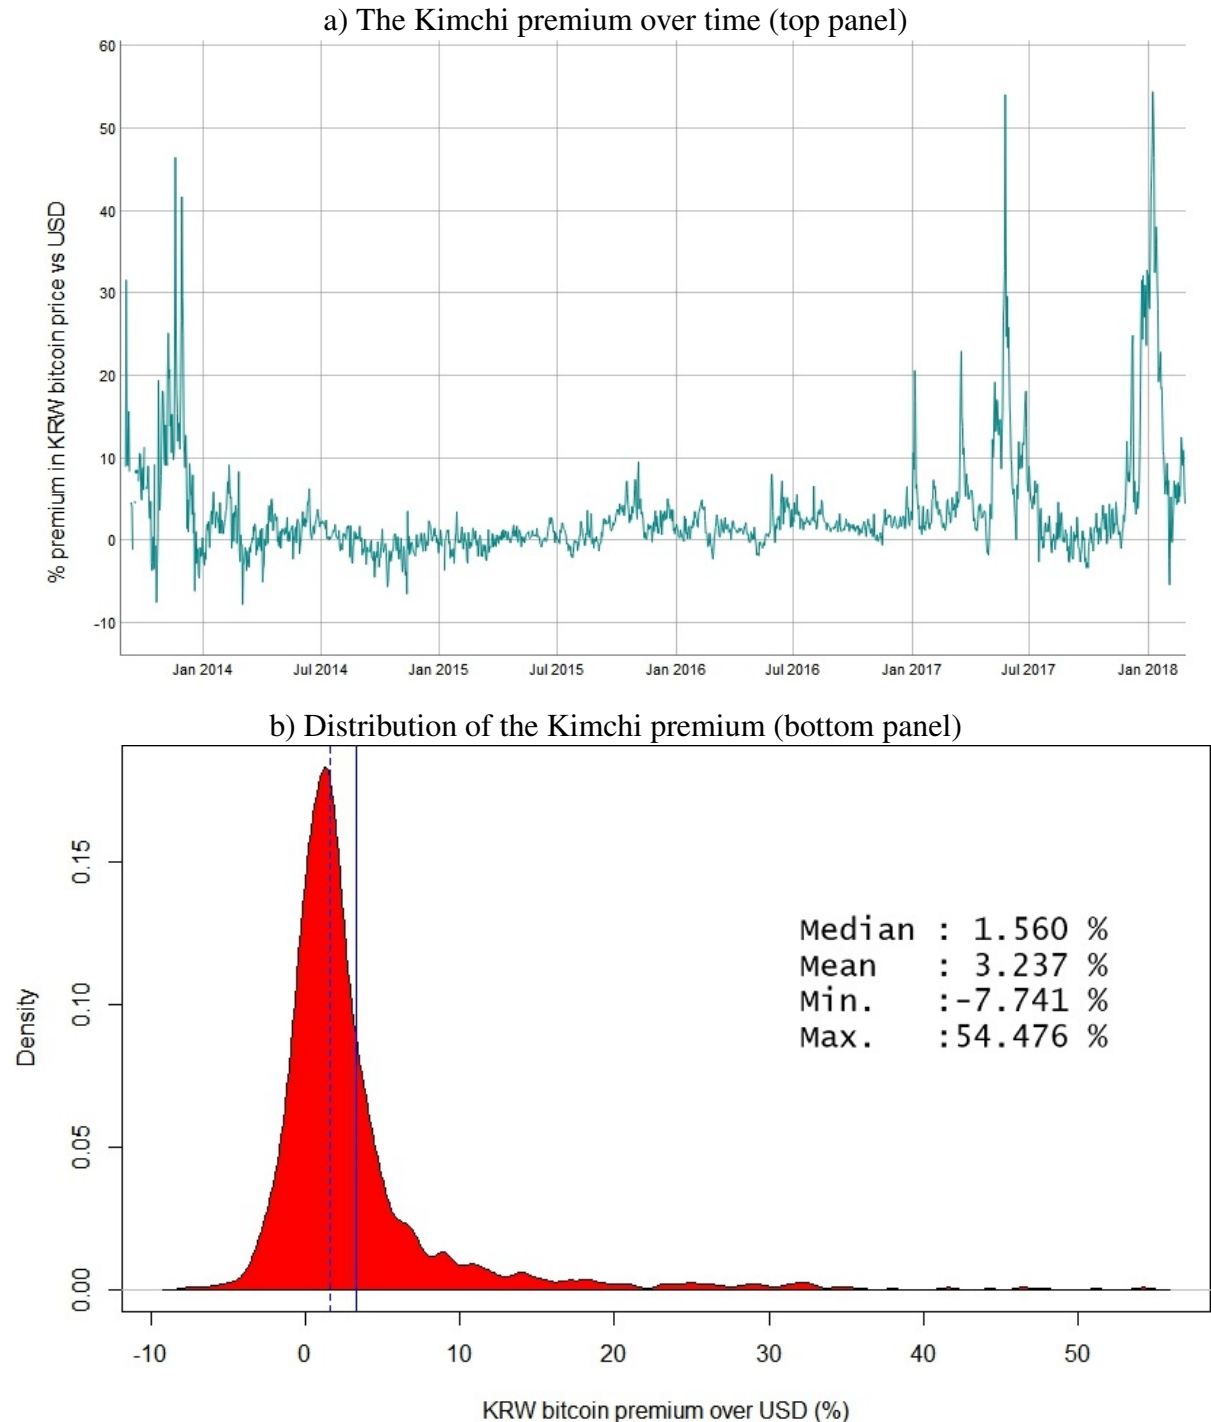 a) The Kimchi premium over time (top panel)
% premium in KRW bitcoin price vs USD
60
50
40
30
20
10
0
-10
Jan 2014 Jul 2014 Jan 2015 Jul 2015 Jan 2016 Jul 2016 Jan 2017 Jul 2017 Jan 2018
b) Distribution of the Kimchi premium (bottom panel)
Density
0.15
0.10
0.05
0.00
Median : 1.560 %
Mean : 3.237 %
Min. :-7.741 %
Max. :54.476 %
-10 0 10 20 30 40 50
KRW bitcoin premium over USD (%)